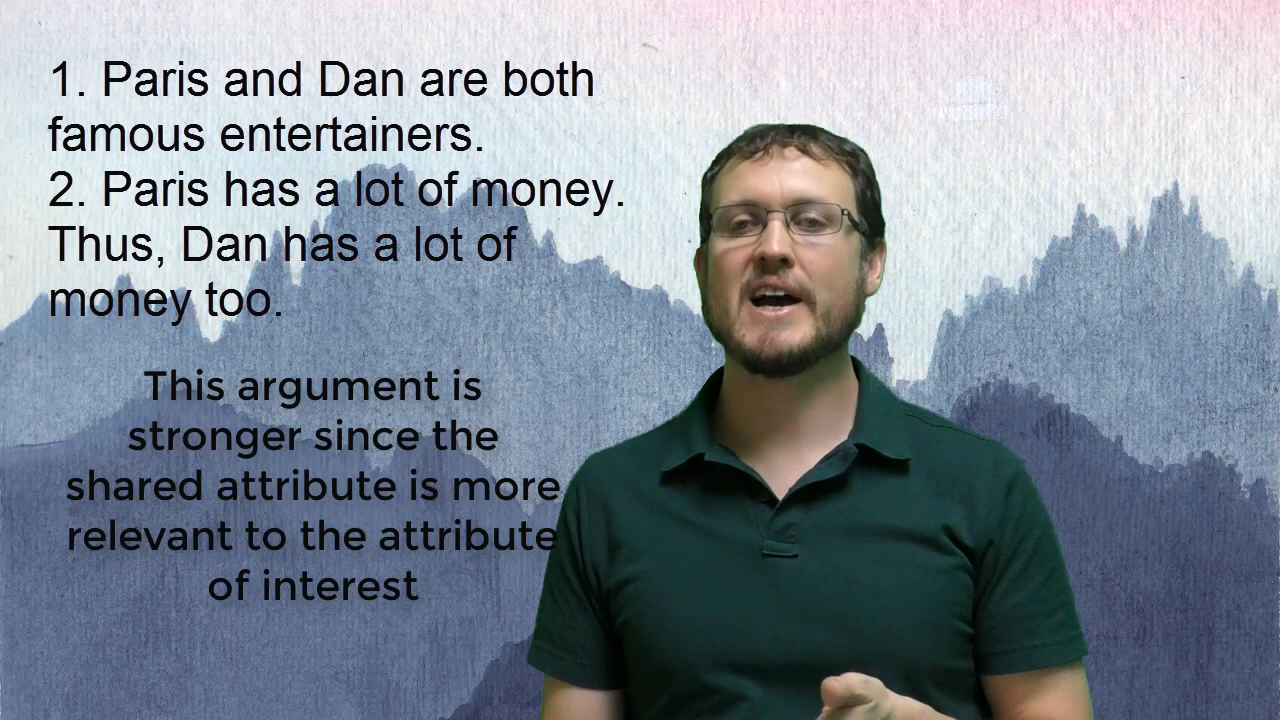 1. Paris and Dan are both
famous entertainers.
2. Paris has a lot of money.
Thus, Dan has a lot of
money too.
This argument is
stronger since the
shared attribute is more
relevant to the attribute
of interest